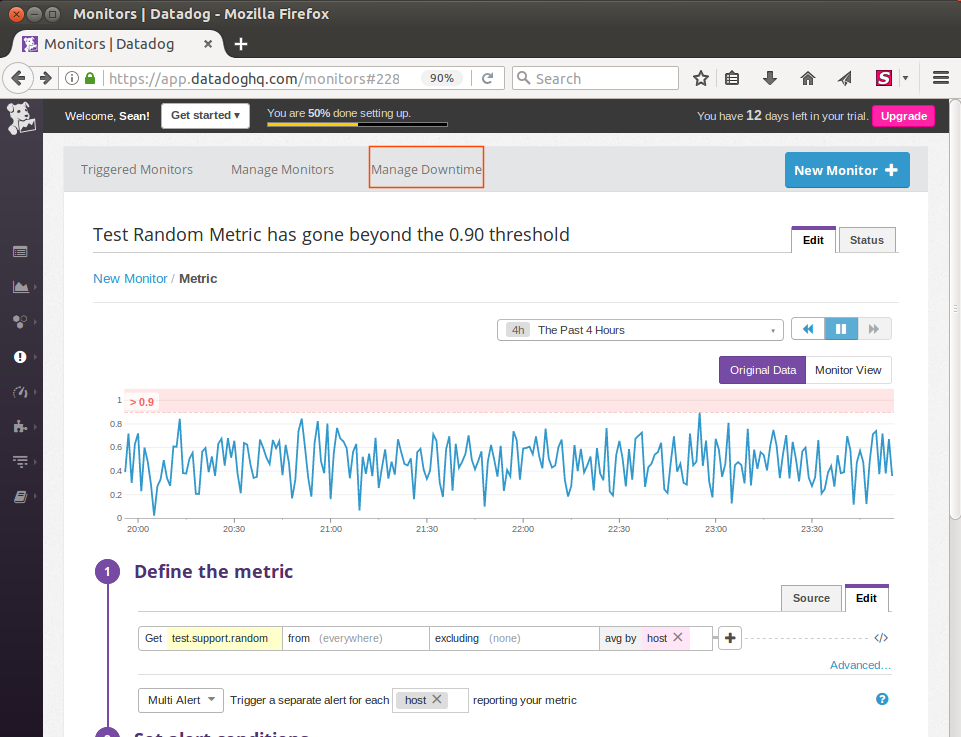 Monitors | Datadog - Mozilla Firefox
Monitors | Datadog × +
https://app.datadoghq.com/monitors#228 90% Search
Welcome, Sean! Get started ▾ You are 50% done setting up. You have 12 days left in your trial. Upgrade
Triggered Monitors Manage Monitors Manage Downtime New Monitor +
Test Random Metric has gone beyond the 0.90 threshold Edit Status
New Monitor / Metric
4h The Past 4 Hours
Original Data Monitor View
1 > 0.9
0.8
0.6
0.4
0.2
0
20:00 20:30 21:00 21:30 22:00 22:30 23:00 23:30
1 Define the metric
Source Edit
Get test.support.random from (everywhere) excluding (none) avg by host × + </>
Advanced...
Multi Alert Trigger a separate alert for each host × reporting your metric ?
2 Set alert conditions